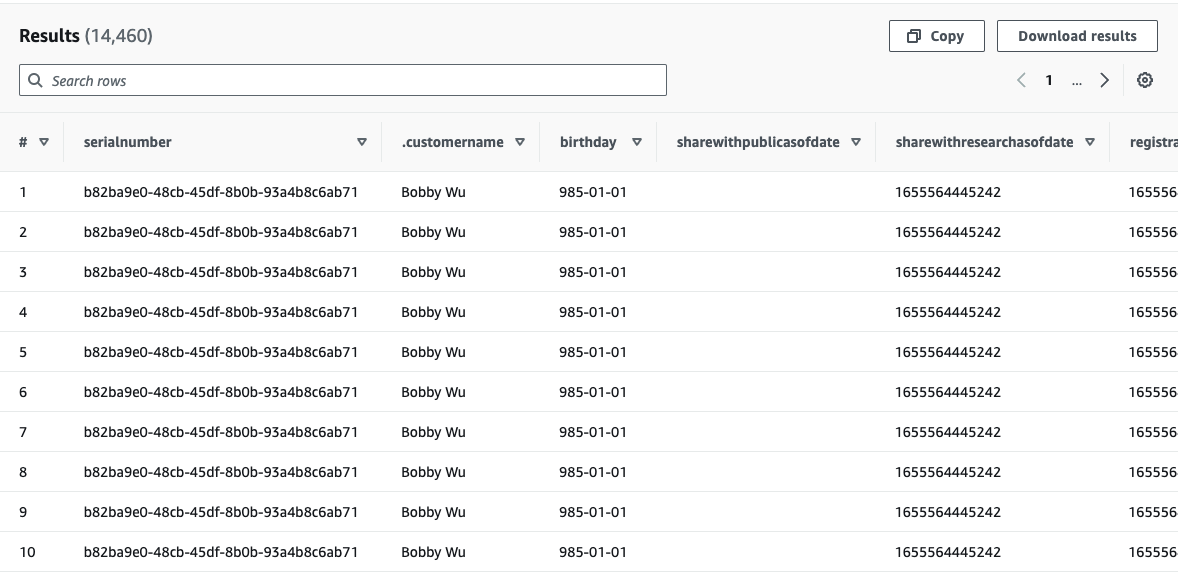 Results (14,460)
Copy
Download results
Search rows
1 ...
# serialnumber .customername birthday sharewithpublicasofdate sharewithresearchasofdate registra
1 b82ba9e0-48cb-45df-8b0b-93a4b8c6ab71 Bobby Wu 985-01-01 1655564445242 165556
2 b82ba9e0-48cb-45df-8b0b-93a4b8c6ab71 Bobby Wu 985-01-01 1655564445242 165556
3 b82ba9e0-48cb-45df-8b0b-93a4b8c6ab71 Bobby Wu 985-01-01 1655564445242 165556
4 b82ba9e0-48cb-45df-8b0b-93a4b8c6ab71 Bobby Wu 985-01-01 1655564445242 165556
5 b82ba9e0-48cb-45df-8b0b-93a4b8c6ab71 Bobby Wu 985-01-01 1655564445242 165556
6 b82ba9e0-48cb-45df-8b0b-93a4b8c6ab71 Bobby Wu 985-01-01 1655564445242 165556
7 b82ba9e0-48cb-45df-8b0b-93a4b8c6ab71 Bobby Wu 985-01-01 1655564445242 165556
8 b82ba9e0-48cb-45df-8b0b-93a4b8c6ab71 Bobby Wu 985-01-01 1655564445242 165556
9 b82ba9e0-48cb-45df-8b0b-93a4b8c6ab71 Bobby Wu 985-01-01 1655564445242 165556
10 b82ba9e0-48cb-45df-8b0b-93a4b8c6ab71 Bobby Wu 985-01-01 1655564445242 165556